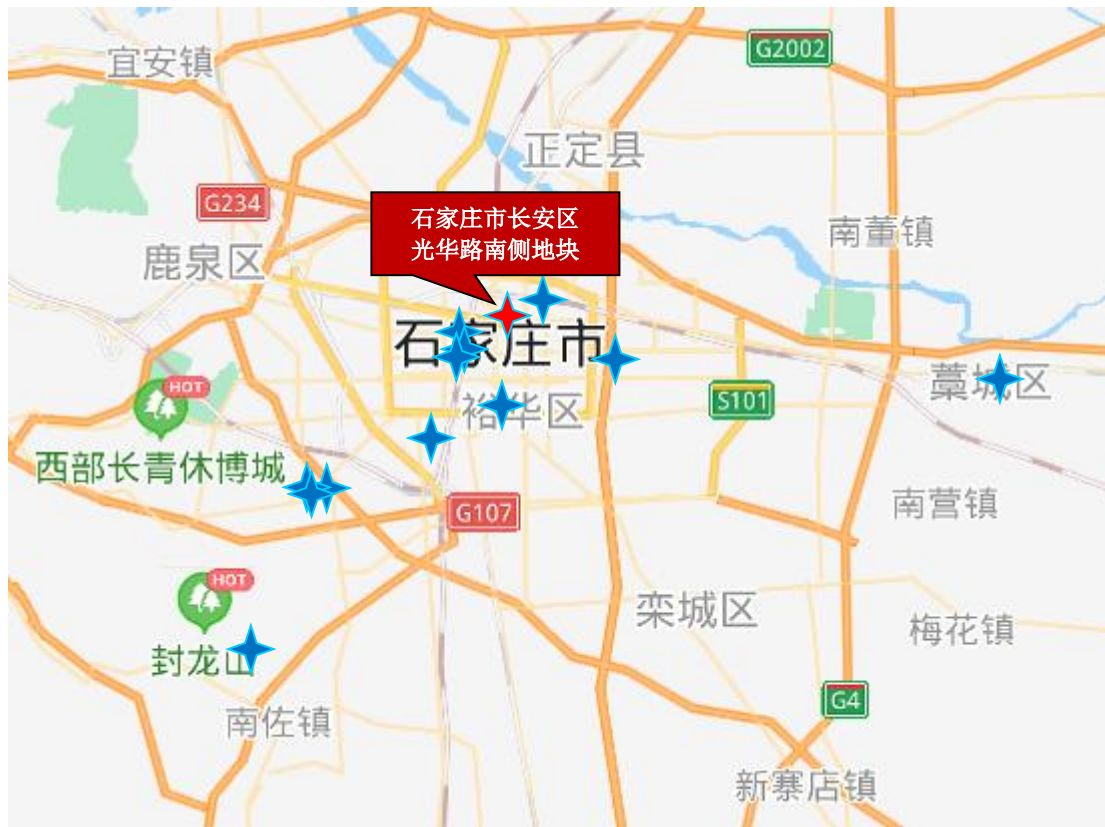 G2002
宜安镇
正定县
G234
石家庄市长安区
光华路南侧地块
南董镇
鹿泉区
石家庄市
HOT
藁城区
S101
裕华区
西部长青休博城
G107
南营镇
HOT
栾城区
梅花镇
封龙山
G4
南佐镇
新寨店镇